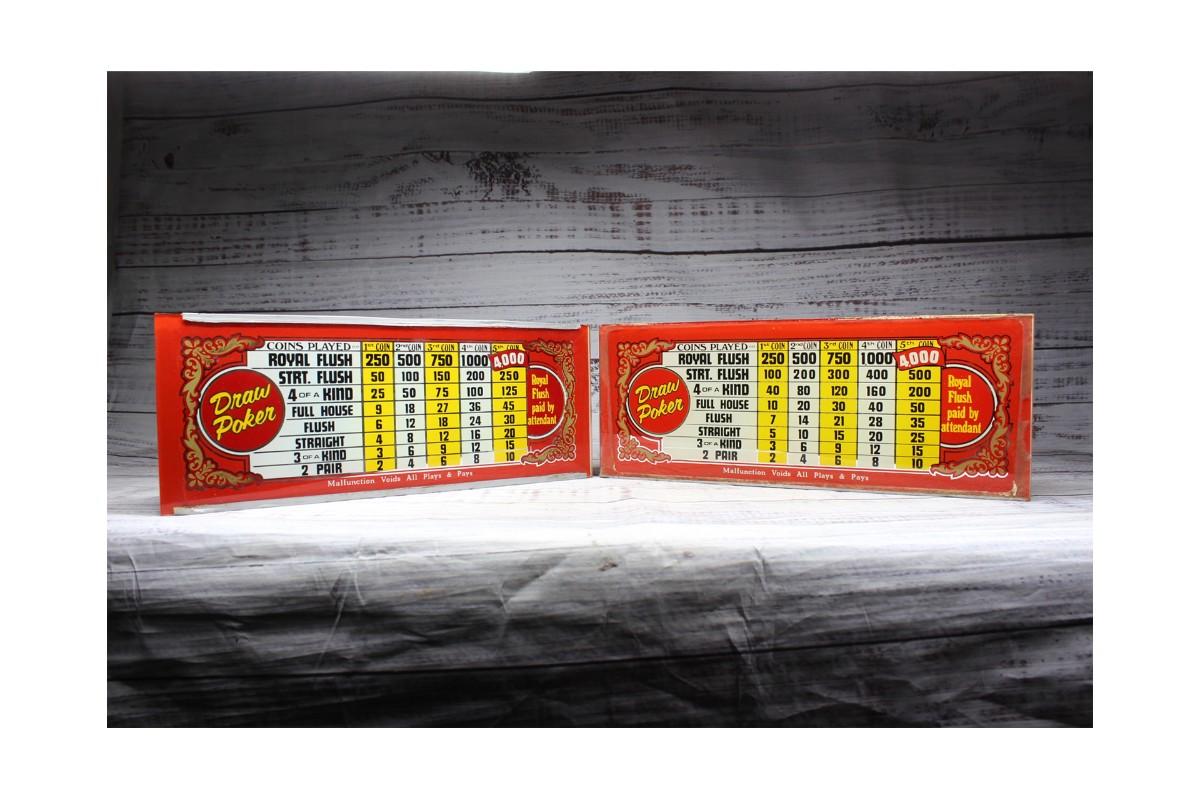 COINS PLAYED 1st COIN 2nd COIN 3rd COIN 4th COIN 5th COIN
ROYAL FLUSH 250 500 750 1000 4,000
STRT. FLUSH 50 100 150 200 250
4 OF A KIND 25 50 75 100 125
FULL HOUSE 9 18 27 36 45
FLUSH 6 12 18 24 30
STRAIGHT 4 8 12 16 20
3 OF A KIND 3 6 9 12 15
2 PAIR 2 4 6 8 10
Draw
Poker
Royal
Flush
paid by
attendant
Malfunction Voids All Plays & Pays
COINS PLAYED 1st COIN 2nd COIN 3rd COIN 4th COIN 5th COIN
ROYAL FLUSH 250 500 750 1000 4,000
STRT. FLUSH 100 200 300 400 500
4 OF A KIND 40 80 120 160 200
FULL HOUSE 10 20 30 40 50
FLUSH 7 14 21 28 35
STRAIGHT 5 10 15 20 25
3 OF A KIND 3 6 9 12 15
2 PAIR 2 4 6 8 10
Draw
Poker
Royal
Flush
paid by
attendant
Malfunction Voids All Plays & Pays